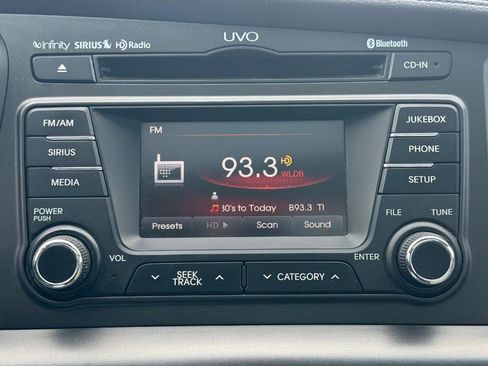 UVO
Infinity SIRIUS HD Radio
Bluetooth
CD-IN
FM/AM
SIRIUS
MEDIA
POWER
PUSH
VOL
FM
93.3 HD
WLDB
80's to Today B93.3 TI
Presets HD Scan Sound
SEEK
TRACK
CATEGORY
JUKEBOX
PHONE
SETUP
FILE TUNE
ENTER